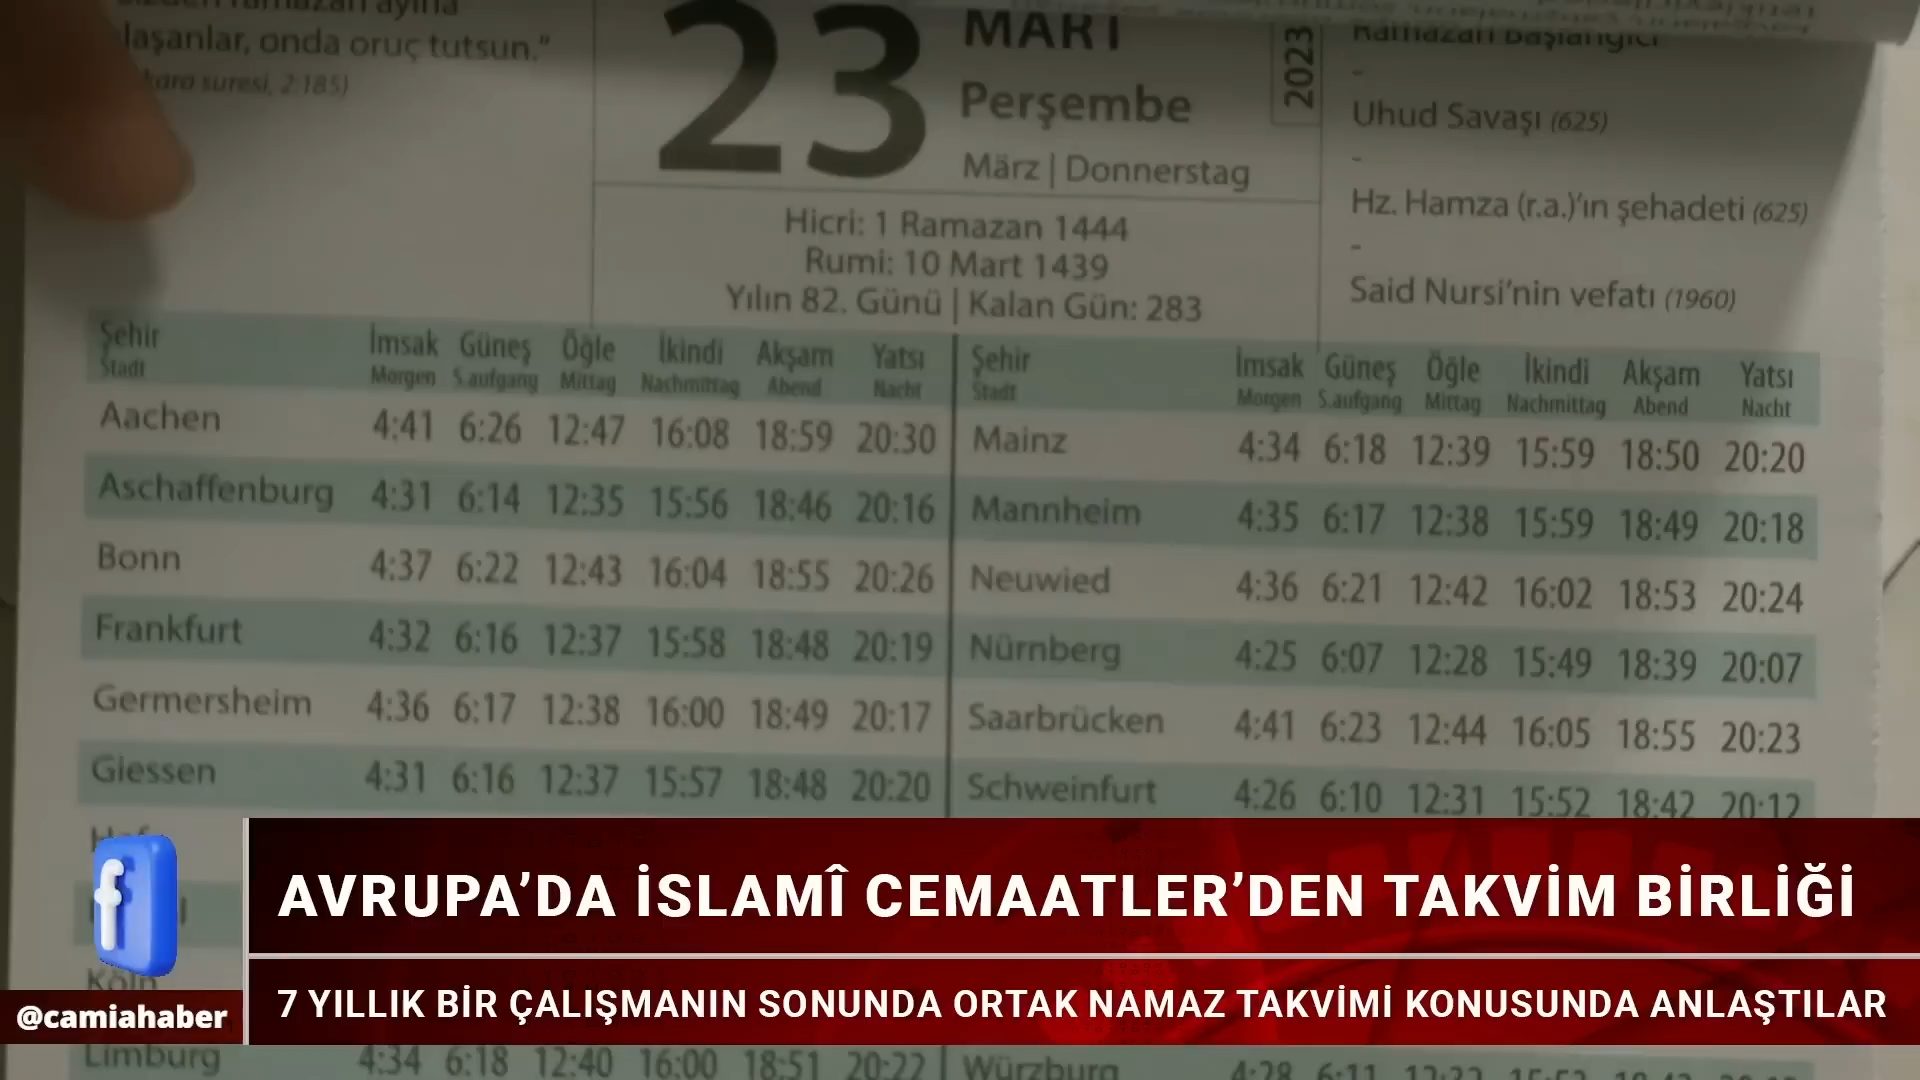 laşanlar, onda oruç tutsun."
suresi, 2:185)
23
MART
Perşembe
März | Donnerstag
2023
Hicri: 1 Ramazan 1444
Rumi: 10 Mart 1439
Yılın 82. Günü | Kalan Gün: 283
Ramazan Başlangıcı
-
Uhud Savaşı (625)
-
Hz. Hamza (r.a.)'ın şehadeti (625)
-
Said Nursi'nin vefatı (1960)
Şehir İmsak Güneş Öğle İkindi Akşam Yatsı
Stadt Morgen S.aufgang Mittag Nachmittag Abend Nacht
Aachen 4:41 6:26 12:47 16:08 18:59 20:30
Aschaffenburg 4:31 6:14 12:35 15:56 18:46 20:16
Bonn 4:37 6:22 12:43 16:04 18:55 20:26
Frankfurt 4:32 6:16 12:37 15:58 18:48 20:19
Germersheim 4:36 6:17 12:38 16:00 18:49 20:17
Giessen 4:31 6:16 12:37 15:57 18:48 20:20
Köln
Limburg 4:34 6:18 12:40 16:00 18:51 20:22
Şehir İmsak Güneş Öğle İkindi Akşam Yatsı
Stadt Morgen S.aufgang Mittag Nachmittag Abend Nacht
Mainz 4:34 6:18 12:39 15:59 18:50 20:20
Mannheim 4:35 6:17 12:38 15:59 18:49 20:18
Neuwied 4:36 6:21 12:42 16:02 18:53 20:24
Nürnberg 4:25 6:07 12:28 15:49 18:39 20:07
Saarbrücken 4:41 6:23 12:44 16:05 18:55 20:23
Schweinfurt 4:26 6:10 12:31 15:52 18:42 20:12
Würzburg 4:28 6:11
AVRUPA'DA İSLAMÎ CEMAATLER'DEN TAKVİM BİRLİĞİ
7 YILLIK BİR ÇALIŞMANIN SONUNDA ORTAK NAMAZ TAKVİMİ KONUSUNDA ANLAŞTILAR
f
@camiahaber